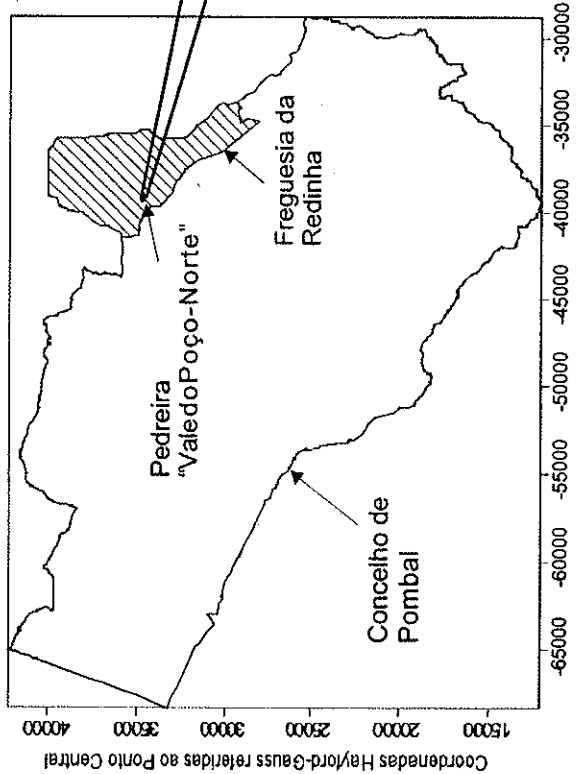 Coordenadas Hayford-Gauss referidas ao Ponto Central
40000
35000
30000
25000
20000
15000
-65000
-60000
-55000
-50000
-45000
-40000
-35000
-30000
Pedreira
"ValedoPoço-Norte"
Freguesia da
Redinha
Concelho de
Pombal